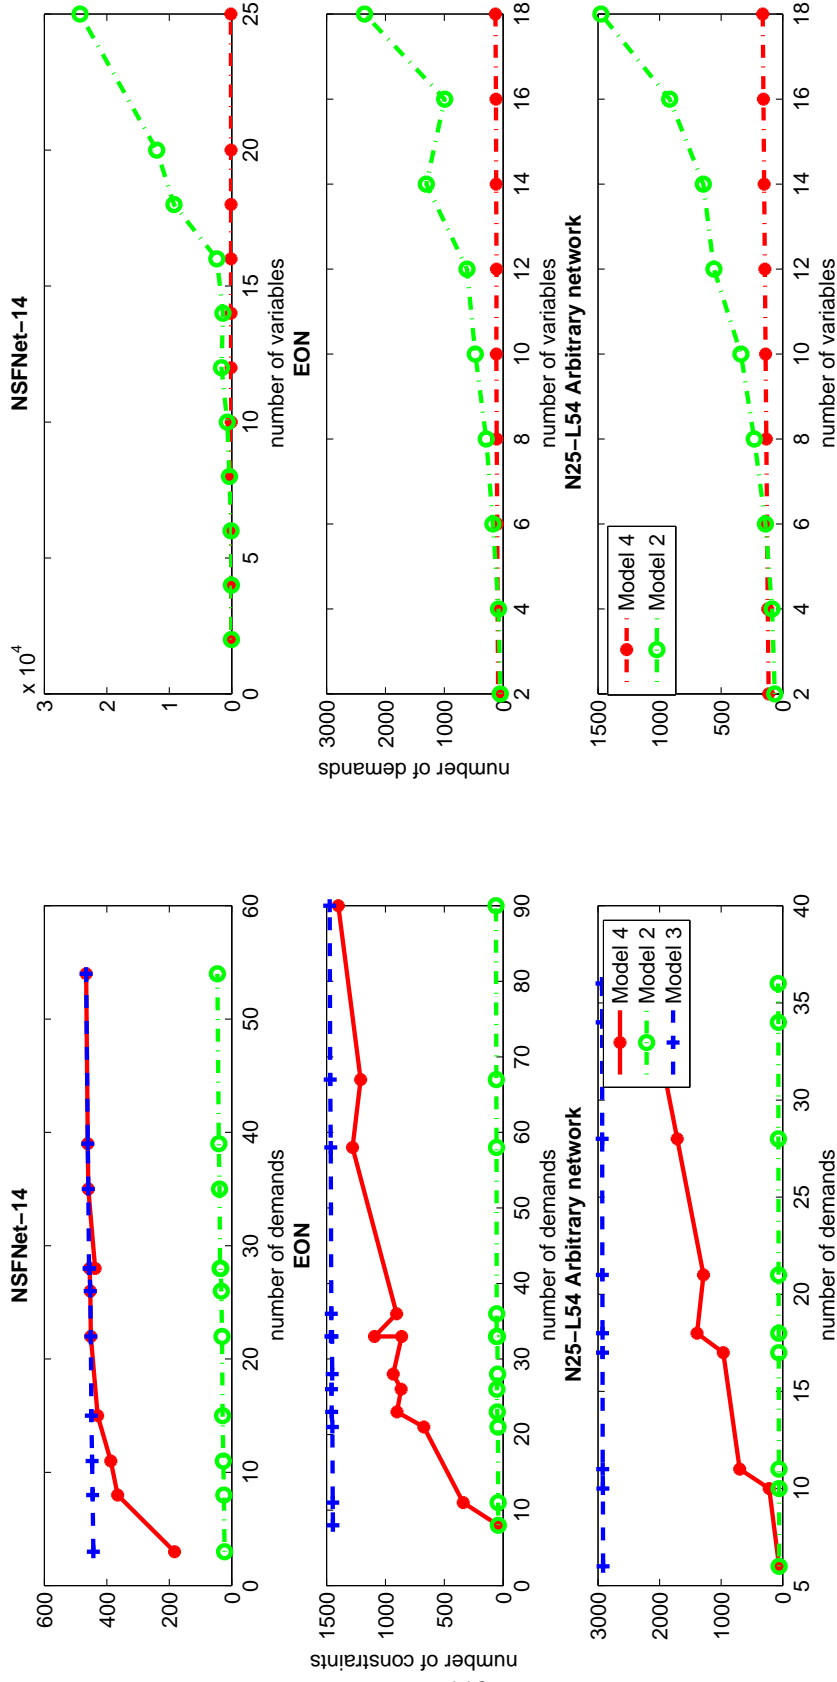 NSFNet−14
600
400
200
0
0 10 20 30 40 50 60
number of demands
EON
1500
1000
500
0
number of constraints
0 10 20 30 40 50 60 70 80 90
number of demands
N25−L54 Arbitrary network
3000
2000
1000
0
5 10 15 20 25 30 35 40
number of demands
Model 4
Model 2
Model 3
NSFNet−14
x 10^4
3
2
1
0
0 5 10 15 20 25
number of variables
EON
3000
2000
1000
0
number of demands
2 4 6 8 10 12 14 16 18
number of variables
N25−L54 Arbitrary network
1500
1000
500
0
2 4 6 8 10 12 14 16 18
number of variables
Model 4
Model 2